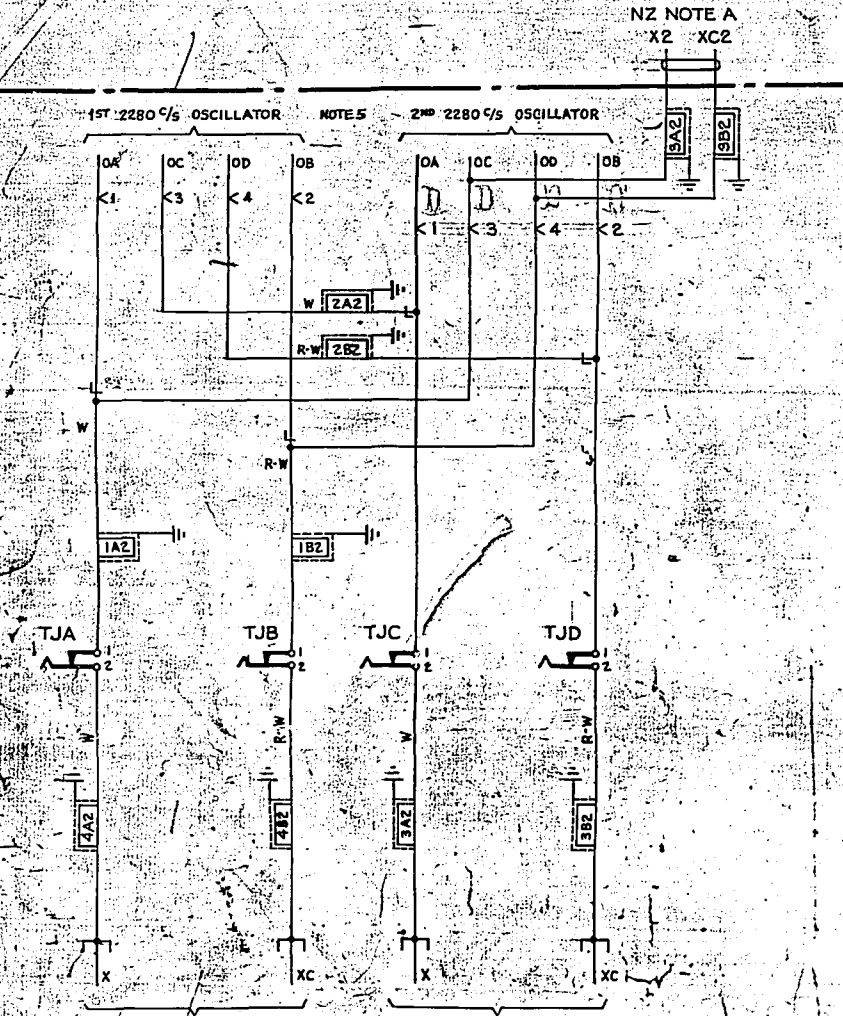 NZ NOTE A
X2 XC2
1ST 2280 C/S OSCILLATOR NOTE 5 2ND 2280 C/S OSCILLATOR
9A2 9B2
OA OC OD OB OA OC OD OB
<1 <3 <4 <2
<1 <3 <4 <2
W 2A2
R-W 2B2
W
R-W
1A2 1B2
TJA TJB TJC TJD
1 1 1 1
2 2 2 2
W R-W W R-W
4A2 4B2 3A2 3B2
X XC X XC